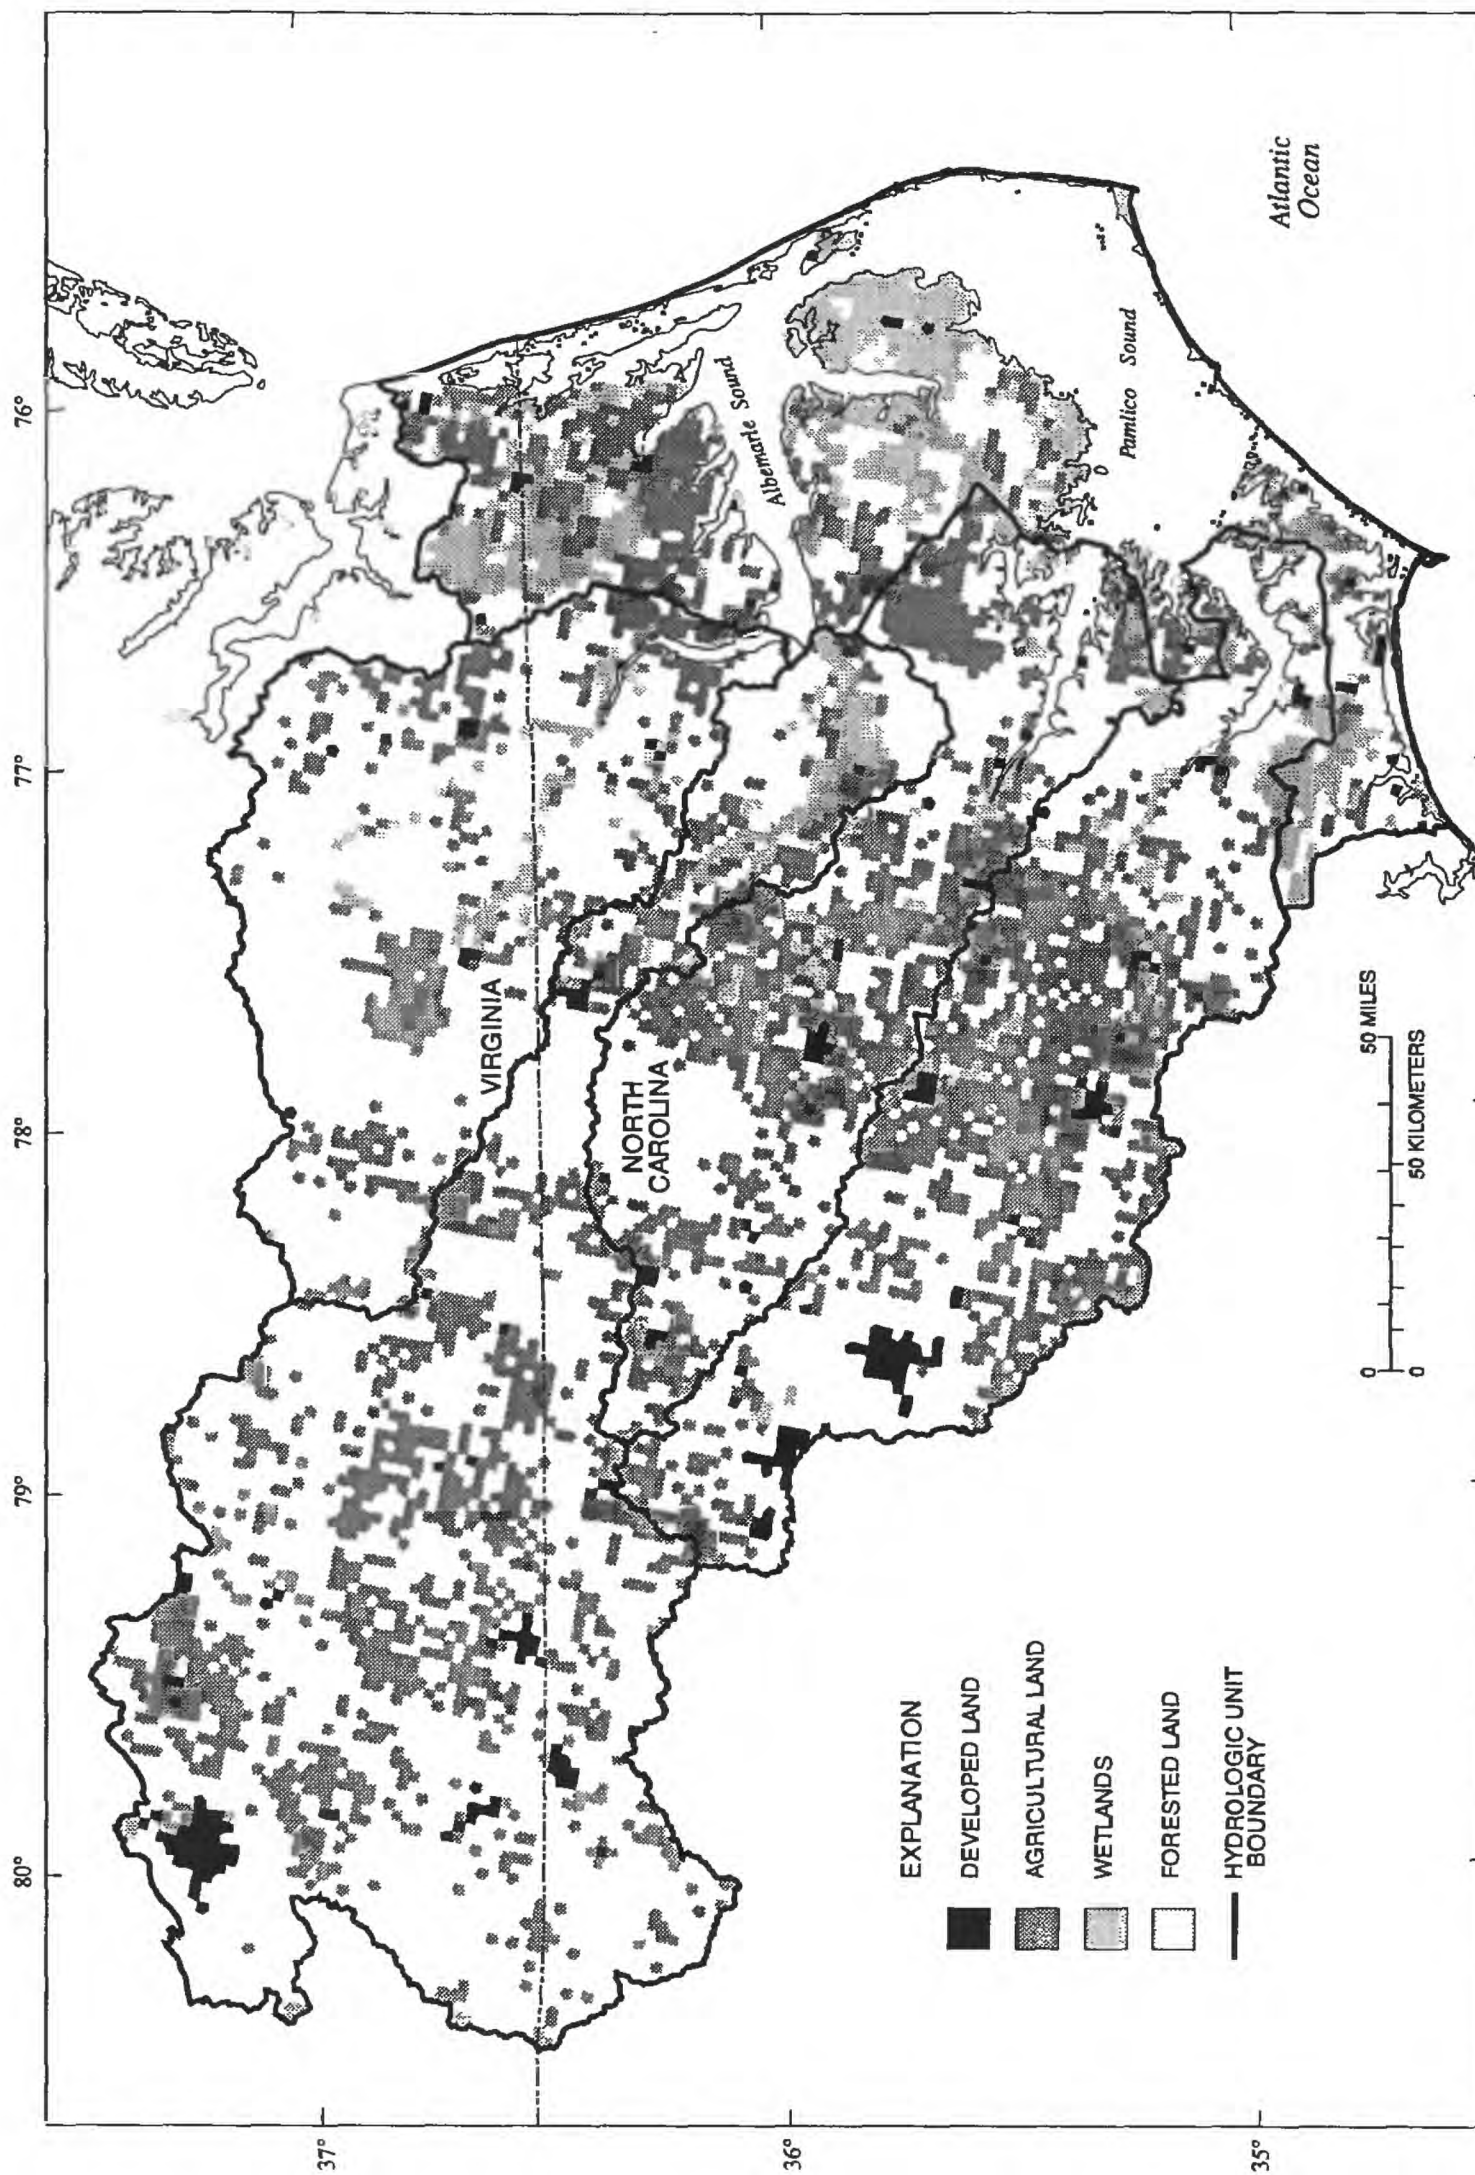 80°
79°
78°
77°
76°
37°
36°
35°
VIRGINIA
NORTH
CAROLINA
Albemarle Sound
Pamlico Sound
Atlantic
Ocean
EXPLANATION
DEVELOPED LAND
AGRICULTURAL LAND
WETLANDS
FORESTED LAND
HYDROLOGIC UNIT
BOUNDARY
0 50 MILES
0 50 KILOMETERS